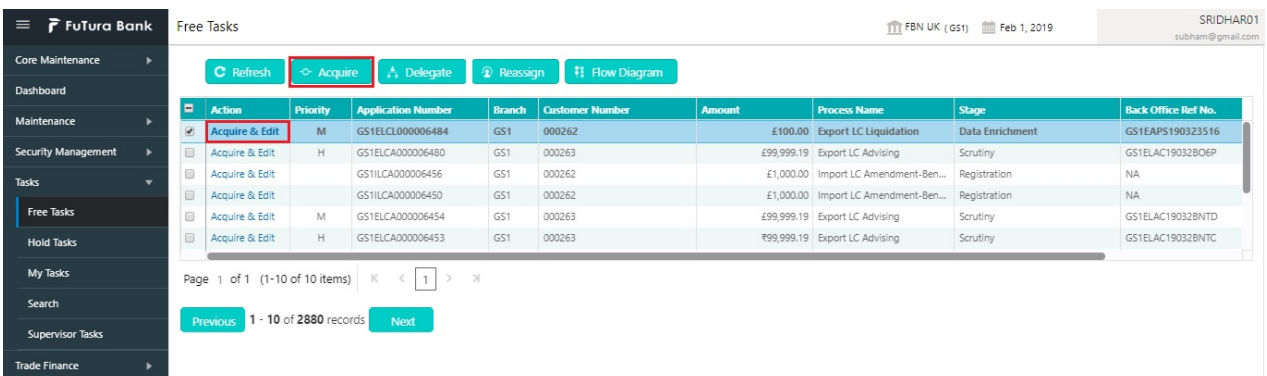 FuTura Bank
Free Tasks
FBN UK (GS1) Feb 1, 2019
SRIDHAR01
subham@gmail.com
Core Maintenance
Dashboard
Maintenance
Security Management
Tasks
Free Tasks
Hold Tasks
My Tasks
Search
Supervisor Tasks
Trade Finance
Refresh Acquire Delegate Reassign Flow Diagram
Action Priority Application Number Branch Customer Number Amount Process Name Stage Back Office Ref No.
Acquire & Edit M GS1ELCL000006484 GS1 000262 £100.00 Export LC Liquidation Data Enrichment GS1EAPS190323516
Acquire & Edit H GS1ELCA000006480 GS1 000263 £99,999.19 Export LC Advising Scrutiny GS1ELAC19032BO6P
Acquire & Edit GS1ILCA000006456 GS1 000262 £1,000.00 Import LC Amendment-Ben... Registration NA
Acquire & Edit GS1ILCA000006450 GS1 000262 £1,000.00 Import LC Amendment-Ben... Registration NA
Acquire & Edit M GS1ELCA000006454 GS1 000263 £99,999.19 Export LC Advising Scrutiny GS1ELAC19032BNTD
Acquire & Edit H GS1ELCA000006453 GS1 000263 ₹99,999.19 Export LC Advising Scrutiny GS1ELAC19032BNTC
Page 1 of 1 (1-10 of 10 items) K < 1 > >|
Previous 1 - 10 of 2880 records Next